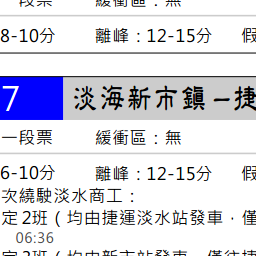 一段票 緩衝區：無
8-10分 離峰：12-15分 假
7 淡海新市鎮－捷
一段票 緩衝區：無
6-10分 離峰：12-15分 假
次繞駛淡水商工：
定2班（均由捷運淡水站發車，僅
06:36
定2班（均由新市站發車，僅往捷